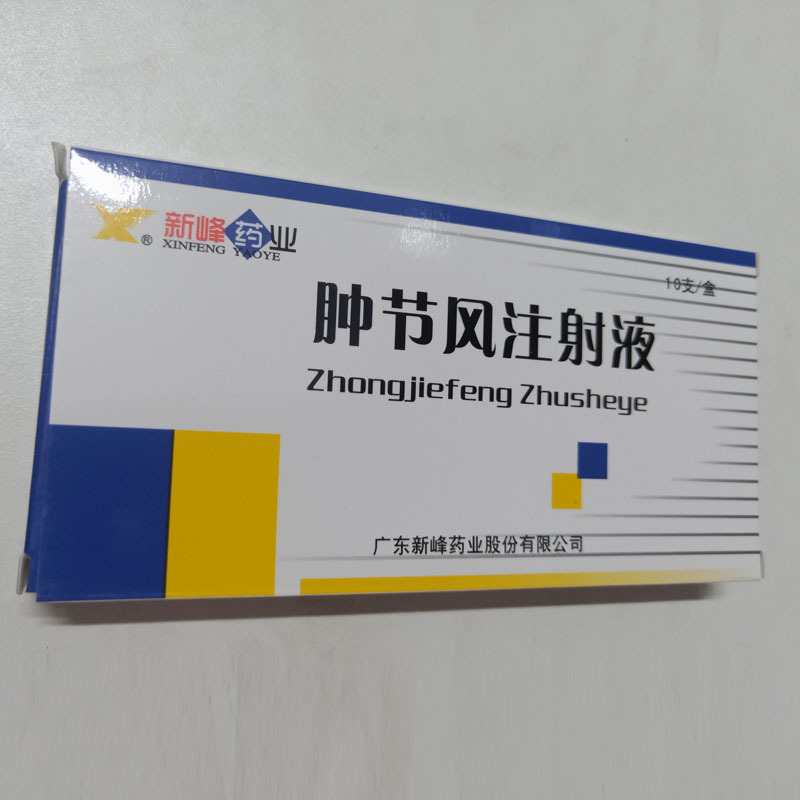 新峰药业
®
XINFENG YAOYE
10支/盒
肿节风注射液
Zhongjiefeng Zhusheye
广东新峰药业股份有限公司